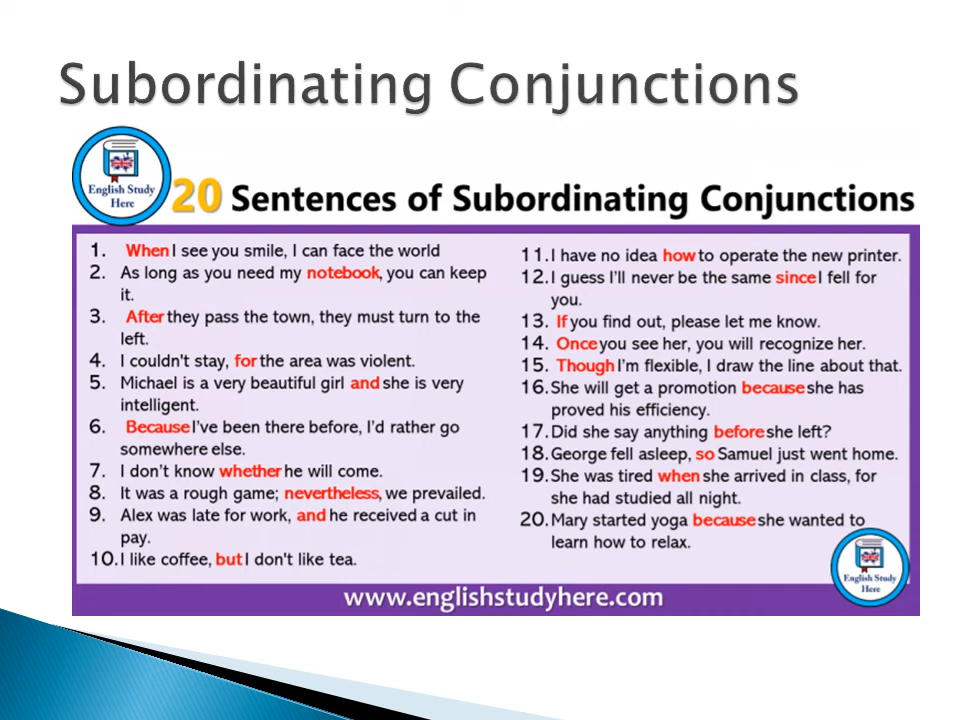 Subordinating Conjunctions
English Study
Here
20 Sentences of Subordinating Conjunctions
1. When I see you smile, I can face the world
2. As long as you need my notebook, you can keep
it.
3. After they pass the town, they must turn to the
left.
4. I couldn't stay, for the area was violent.
5. Michael is a very beautiful girl and she is very
intelligent.
6. Because I've been there before, I'd rather go
somewhere else.
7. I don't know whether he will come.
8. It was a rough game; nevertheless, we prevailed.
9. Alex was late for work, and he received a cut in
pay.
10. I like coffee, but I don't like tea.
11. I have no idea how to operate the new printer.
12. I guess I'll never be the same since I fell for
you.
13. If you find out, please let me know.
14. Once you see her, you will recognize her.
15. Though I'm flexible, I draw the line about that.
16. She will get a promotion because she has
proved his efficiency.
17. Did she say anything before she left?
18. George fell asleep, so Samuel just went home.
19. She was tired when she arrived in class, for
she had studied all night.
20. Mary started yoga because she wanted to
learn how to relax.
English Study
Here
www.englishstudyhere.com